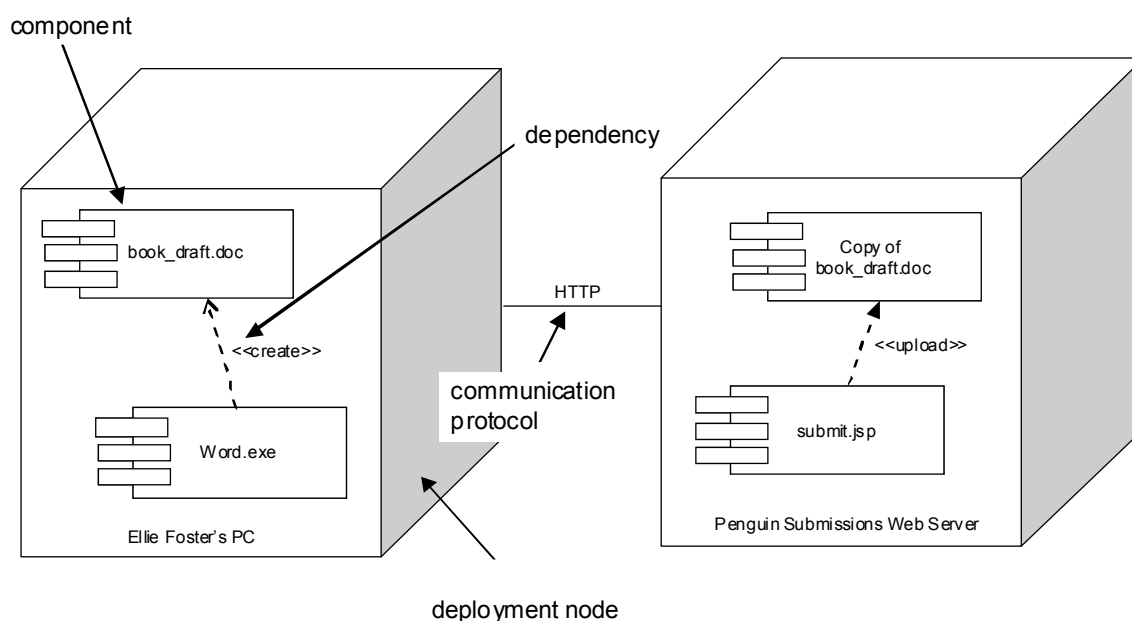 component
dependency
book_draft.doc
Copy of
book_draft.doc
HTTP
<<create>>
<<upload>>
communication
protocol
Word.exe
submit.jsp
Ellie Foster's PC
Penguin Submissions Web Server
deployment node